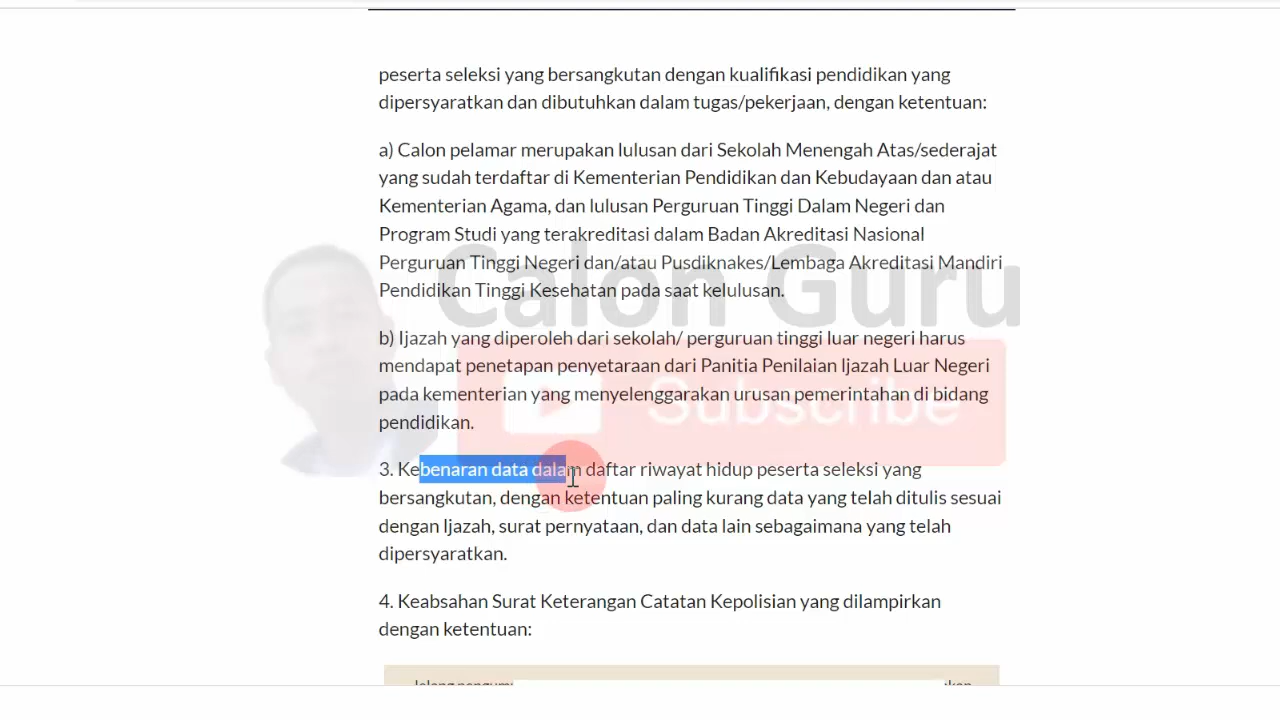 peserta seleksi yang bersangkutan dengan kualifikasi pendidikan yang
dipersyaratkan dan dibutuhkan dalam tugas/pekerjaan, dengan ketentuan:
a) Calon pelamar merupakan lulusan dari Sekolah Menengah Atas/sederajat
yang sudah terdaftar di Kementerian Pendidikan dan Kebudayaan dan atau
Kementerian Agama, dan lulusan Perguruan Tinggi Dalam Negeri dan
Program Studi yang terakreditasi dalam Badan Akreditasi Nasional
Perguruan Tinggi Negeri dan/atau Pusdiknakes/Lembaga Akreditasi Mandiri
Pendidikan Tinggi Kesehatan pada saat kelulusan.
Calon Guru
b) Ijazah yang diperoleh dari sekolah/ perguruan tinggi luar negeri harus
mendapat penetapan penyetaraan dari Panitia Penilaian Ijazah Luar Negeri
pada kementerian yang menyelenggarakan urusan pemerintahan di bidang
pendidikan.
Subscribe
3. Kebenaran data dalam daftar riwayat hidup peserta seleksi yang
bersangkutan, dengan ketentuan paling kurang data yang telah ditulis sesuai
dengan Ijazah, surat pernyataan, dan data lain sebagaimana yang telah
dipersyaratkan.
4. Keabsahan Surat Keterangan Catatan Kepolisian yang dilampirkan
dengan ketentuan: